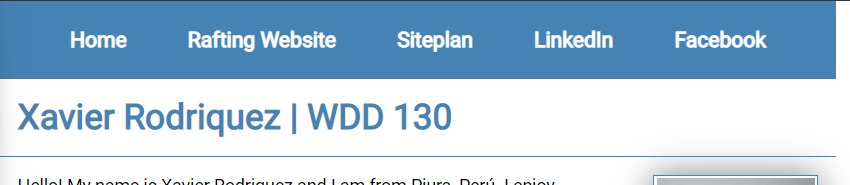 Home Rafting Website Siteplan LinkedIn Facebook
Xavier Rodriquez | WDD 130
Hello! My name is Xavier Rodriquez and I am from Piura, Perú. I enjoy